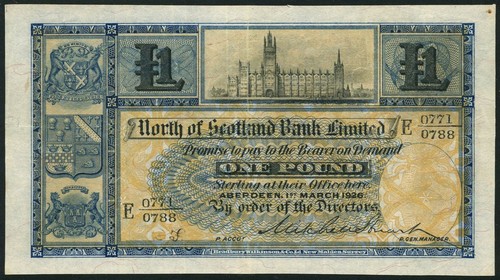 £1 £1
North of Scotland Bank Limited
E 0771
0788
Promise to pay to the Bearer on Demand
ONE POUND
Sterling at their Office here
ABERDEEN, 1ST MARCH 1926
By order of the Directors
E 0771
0788
P. ACCOT
P. GEN. MANAGER.
Bradbury Wilkinson & Co. Ld New Malden Surrey